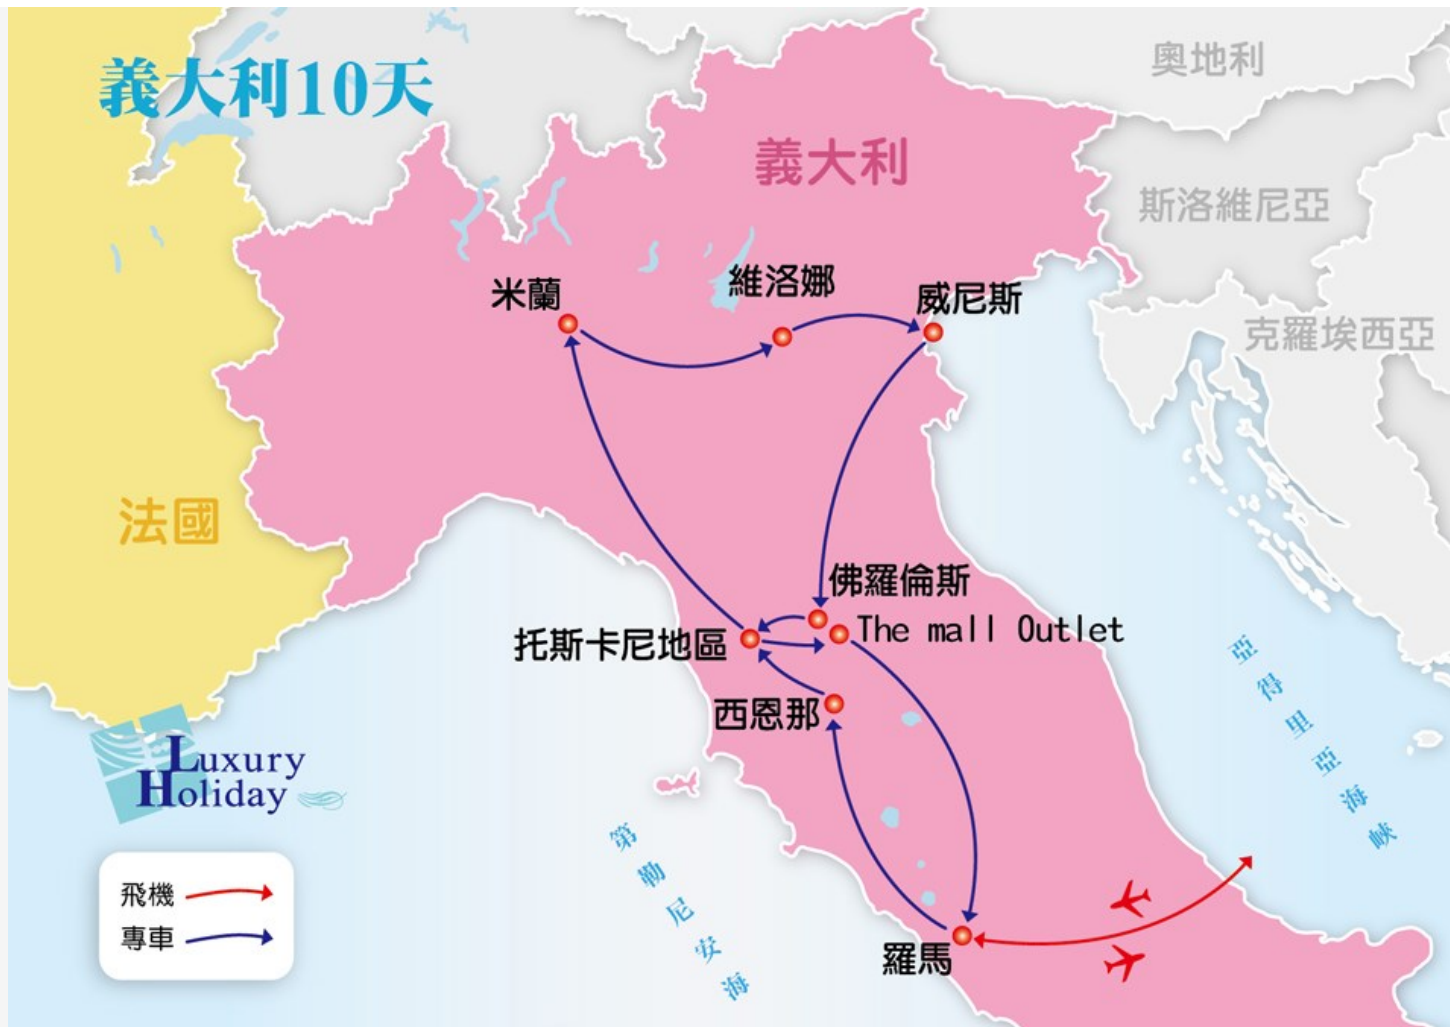 義大利10天
奧地利
義大利
斯洛維尼亞
米蘭
維洛娜
威尼斯
克羅埃西亞
法國
佛羅倫斯
The mall Outlet
托斯卡尼地區
西恩那
亞得里亞海峽
Luxury
Holiday
第勒尼安海
飛機
專車
羅馬